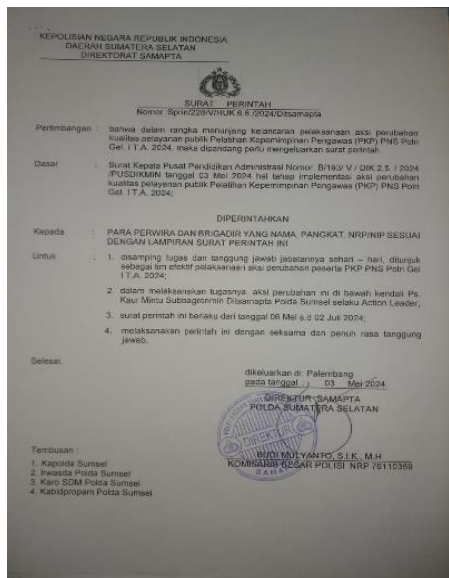 KEPOLISIAN NEGARA REPUBLIK INDONESIA
DAERAH SUMATERA SELATAN
DIREKTORAT SAMAPTA
SURAT PERINTAH
Nomor Sprin/228/V/HUK.6.6./2024/Ditsamapta
Pertimbangan : bahwa dalam rangka menunjang kelancaran pelaksanaan aksi perubahan
kualitas pelayanan publik Pelatihan Kepemimpinan Pengawas (PKP) PNS Polri
Gel. I T.A. 2024, maka dipandang perlu mengeluarkan surat perintah.
Dasar : Surat Kepala Pusat Pendidikan Administrasi Nomor B/193/ V / DIK.2.5. / 2024
/PUSDIKMIN tanggal 03 Mei 2024 hal tahap implementasi aksi perubahan
kualitas pelayanan publik Pelatihan Kepemimpinan Pengawas (PKP) PNS Polri
Gel. I T.A. 2024;
DIPERINTAHKAN
Kepada : PARA PERWIRA DAN BRIGADIR YANG NAMA, PANGKAT, NRP/NIP SESUAI
DENGAN LAMPIRAN SURAT PERINTAH INI
Untuk : 1. disamping tugas dan tanggung jawab jabatannya sehari – hari, ditunjuk
sebagai tim efektif pelaksanaan aksi perubahan peserta PKP PNS Polri Gel
I T.A. 2024;
2. dalam melaksanakan tugasnya aksi perubahan ini di bawah kendali Ps.
Kaur Mintu Subbagrenmin Ditsamapta Polda Sumsel selaku Action Leader;
3. surat perintah ini berlaku dari tanggal 06 Mei s.d 02 Juli 2024;
4. melaksanakan perintah ini dengan seksama dan penuh rasa tanggung
jawab.
Selesai.
dikeluarkan di: Palembang
pada tanggal : 03 Mei 2024
DIREKTUR SAMAPTA
POLDA SUMATERA SELATAN
DIREKTUR
BUDI MULYANTO, S.I.K., M.H
KOMISARIS BESAR POLISI NRP 76110359
Tembusan :
1. Kapolda Sumsel
2. Irwasda Polda Sumsel
3. Karo SDM Polda Sumsel
4. Kabidpropam Polda Sumsel